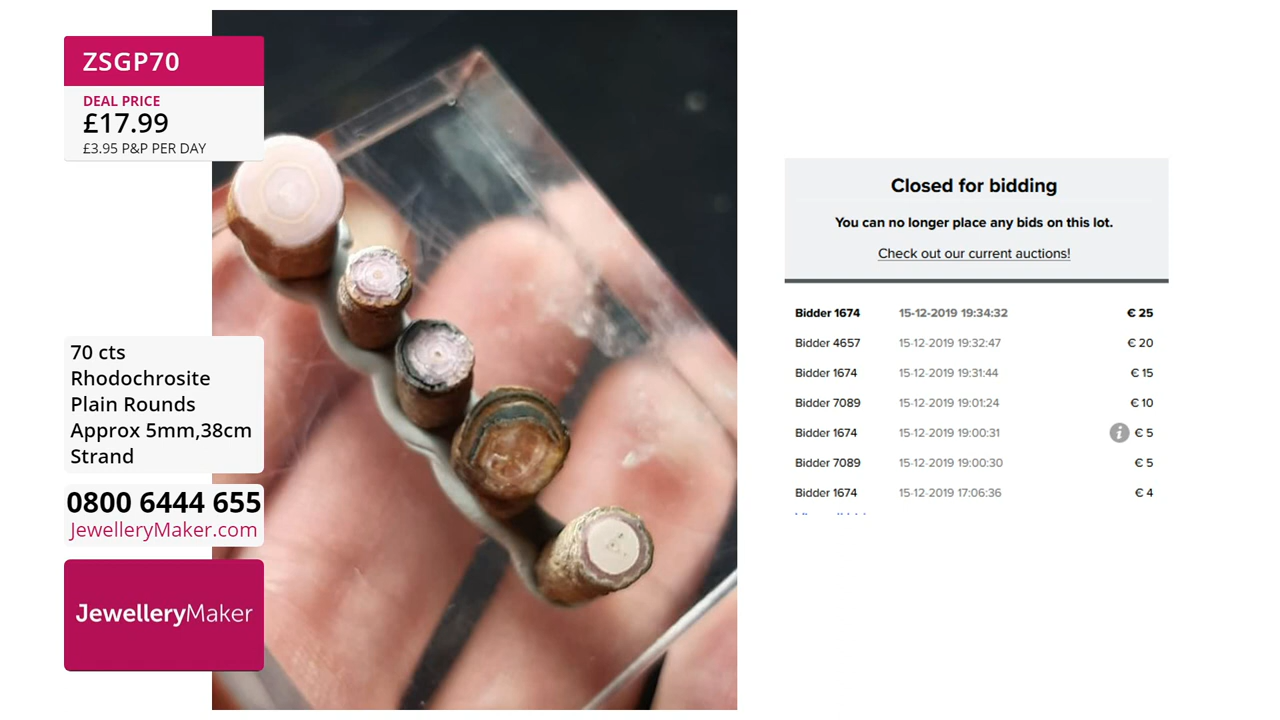 ZSGP70
DEAL PRICE
£17.99
£3.95 P&P PER DAY
70 cts
Rhodochrosite
Plain Rounds
Approx 5mm,38cm
Strand
0800 6444 655
JewelleryMaker.com
JewelleryMaker
Closed for bidding
You can no longer place any bids on this lot.
Check out our current auctions!
Bidder 1674 15-12-2019 19:34:32 € 25
Bidder 4657 15-12-2019 19:32:47 € 20
Bidder 1674 15-12-2019 19:31:44 € 15
Bidder 7089 15-12-2019 19:01:24 € 10
Bidder 1674 15-12-2019 19:00:31 i € 5
Bidder 7089 15-12-2019 19:00:30 € 5
Bidder 1674 15-12-2019 17:06:36 € 4